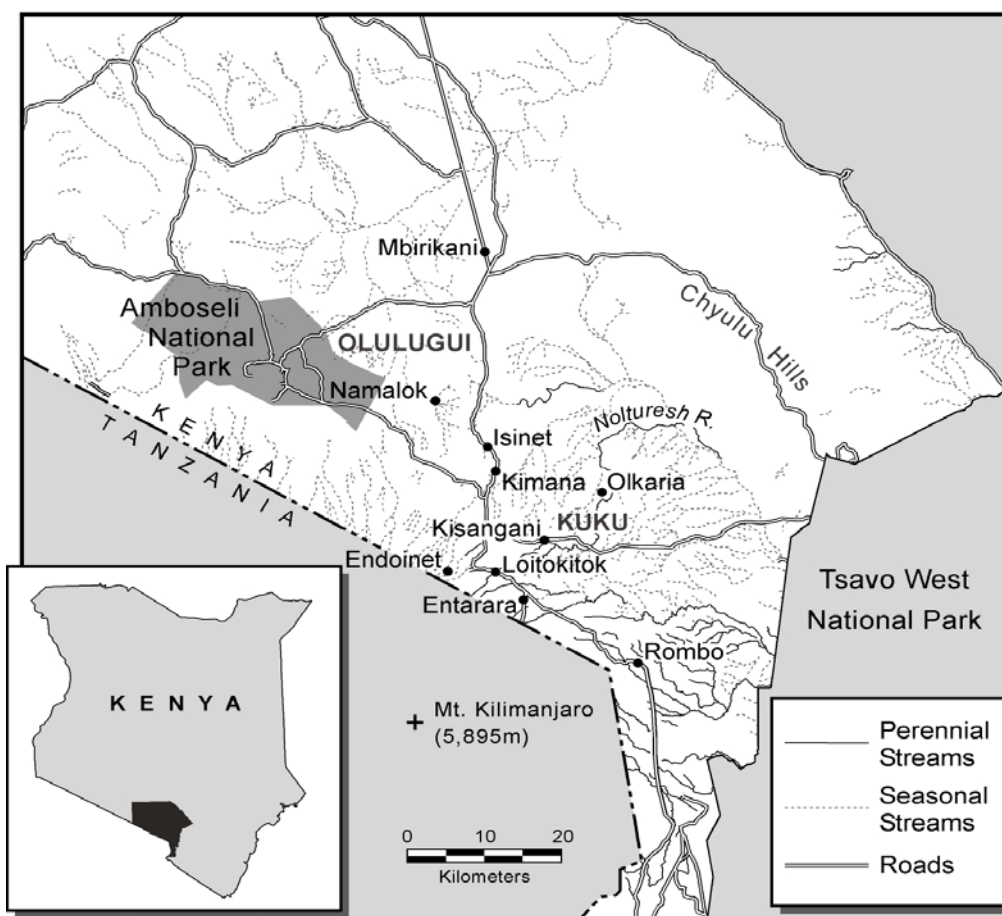 Mbirikani
Amboseli
National
Park
OLULUGUI
Chyulu
Hills
Namalok
KENYA
TANZANIA
Isinet
Nolturesh R.
Kimana
Olkaria
Kisangani
KUKU
Endoinet
Loitokitok
Entarara
Tsavo West
National Park
Rombo
KENYA
Mt. Kilimanjaro
(5,895m)
0 10 20
Kilometers
Perennial
Streams
Seasonal
Streams
Roads